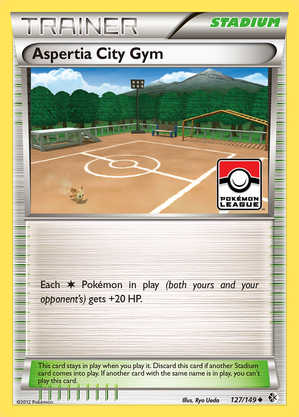 TRAINER STADIUM
Aspertia City Gym
POKÉMON
LEAGUE
Each Pokémon in play (both yours and your
opponent's) gets +20 HP.
This card stays in play when you play it. Discard this card if another Stadium
card comes into play. If another card with the same name is in play, you can't
play this card.
©2012 Pokémon Illus. Ryo Ueda 127/149